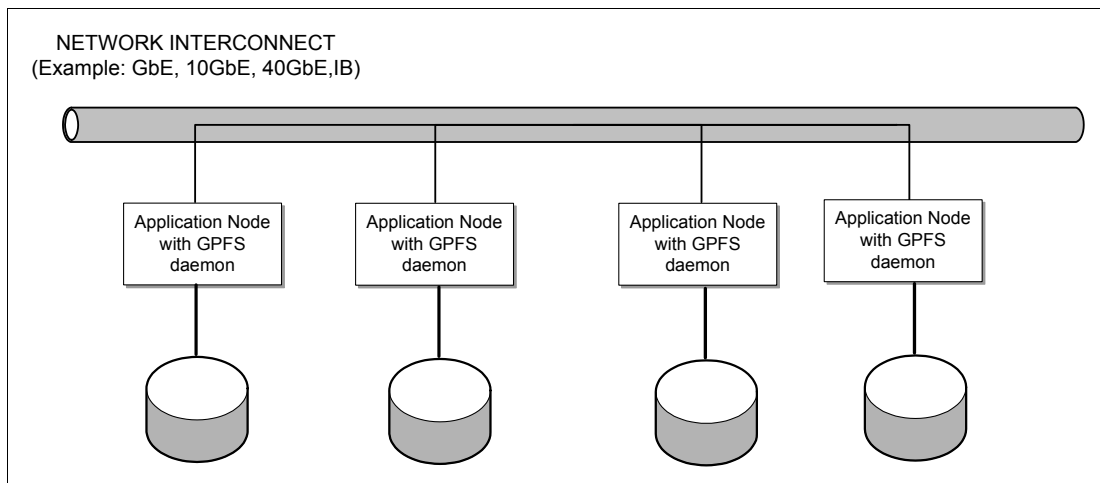 NETWORK INTERCONNECT
(Example: GbE, 10GbE, 40GbE,IB)
Application Node
with GPFS
daemon
Application Node
with GPFS
daemon
Application Node
with GPFS
daemon
Application Node
with GPFS
daemon